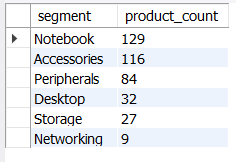 segment product_count
Notebook 129
Accessories 116
Peripherals 84
Desktop 32
Storage 27
Networking 9